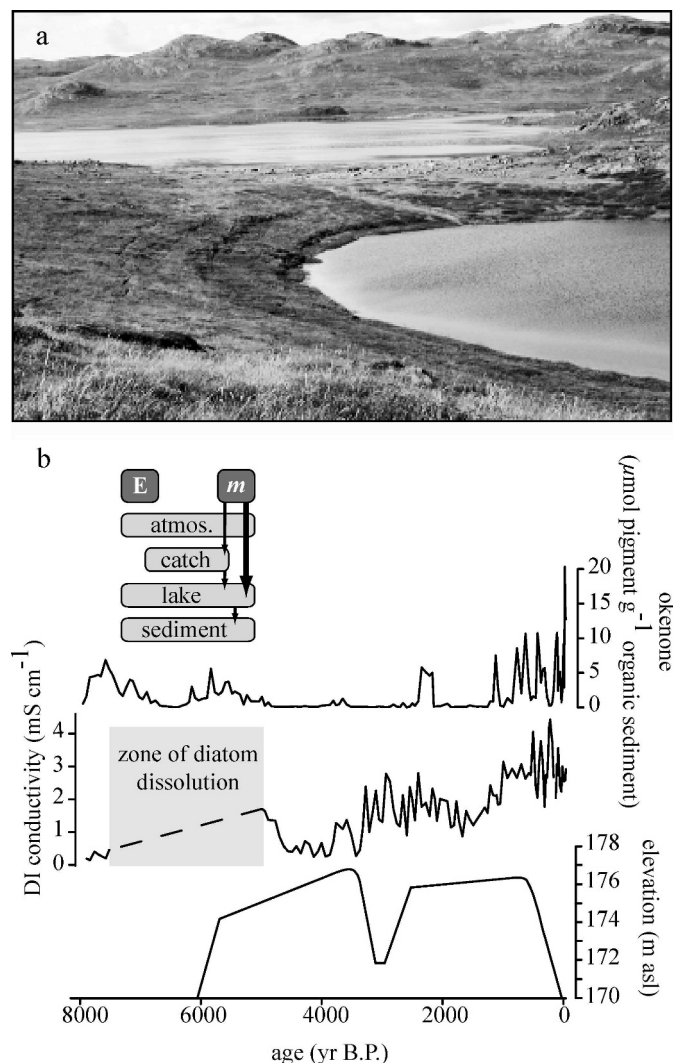 a
b
E
m
atmos.
catch
lake
sediment
okenone
(µmol pigment g-1 organic sediment)
20
15
10
5
0
DI conductivity (mS cm-1)
4
3
2
1
0
zone of diatom
dissolution
elevation (m asl)
178
176
174
172
170
8000 6000 4000 2000 0
age (yr B.P.)